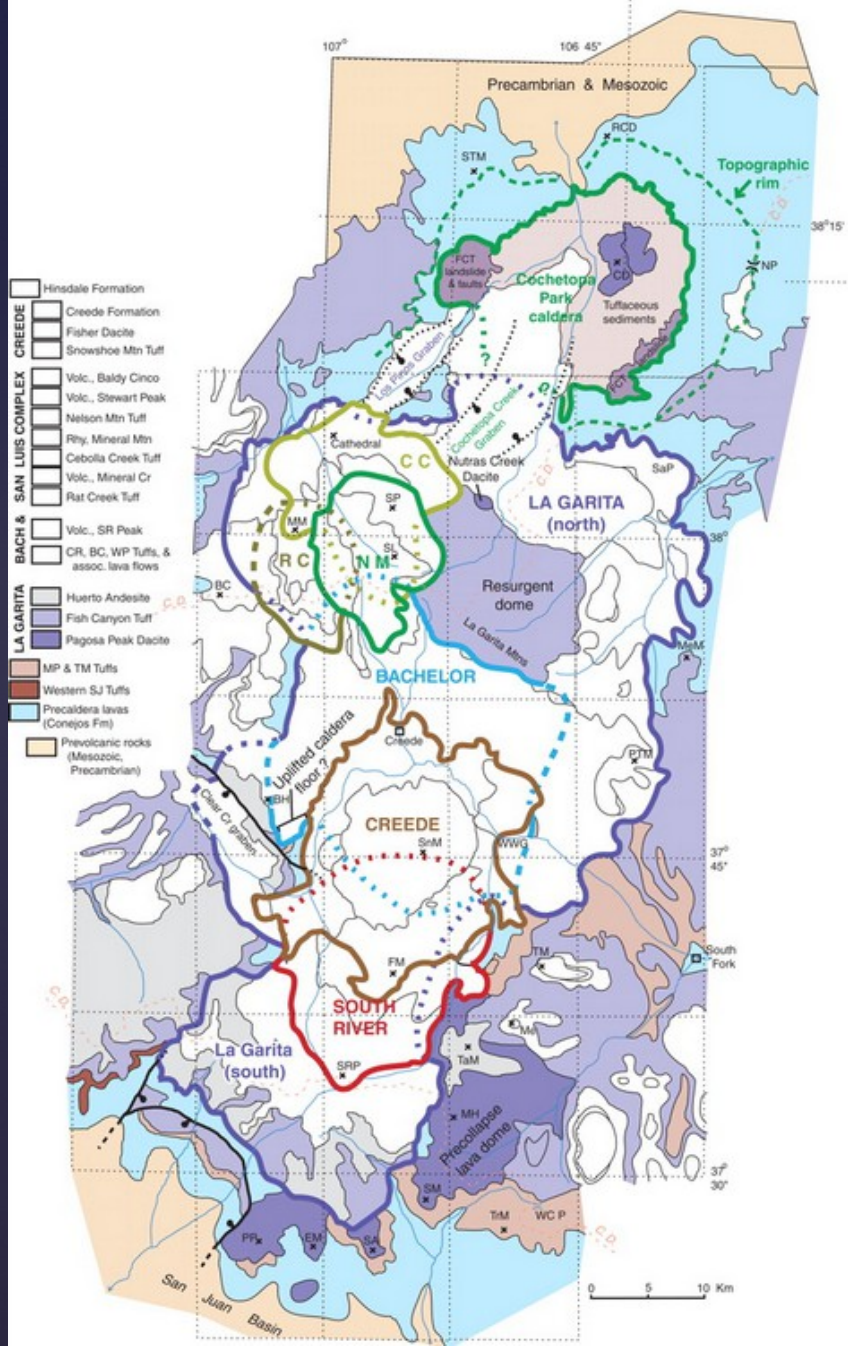 107°
106 45'
Precambrian & Mesozoic
RCD
STM
Topographic
rim
C.D.
38°15'
NP
FCT
landslide
& faults
CD
Cochetopa
Park
caldera
Tuffaceous
sediments
FCT landslide
Los Pinos Graben
?
?
Cochetopa Creek
Graben
Hinsdale Formation
CREEDE
Creede Formation
Fisher Dacite
Snowshoe Mtn Tuff
SAN LUIS COMPLEX
Volc., Baldy Cinco
Volc., Stewart Peak
Nelson Mtn Tuff
Rhy, Mineral Mtn
Cebolla Creek Tuff
Volc., Mineral Cr
Rat Creek Tuff
BACH &
Volc., SR Peak
CR, BC, WP Tuffs, &
assoc. lava flows
LA GARITA
Huerto Andesite
Fish Canyon Tuff
Pagosa Peak Dacite
MP & TM Tuffs
Western SJ Tuffs
Precaldera lavas
(Conejos Fm)
Prevolcanic rocks
(Mesozoic,
Precambrian)
Cathedral
C C
Nutras Creek
Dacite
C.D.
SaP
LA GARITA
(north)
SP
MM
38°
R C
N M
SL
BC
C.D.
Resurgent
dome
La Garita Mtns
MeM
BACHELOR
Creede
PTM
Uplifted caldera
floor ?
BH
Clear Cr graben
CREEDE
SnM
WWG
37°
45'
South
Fork
FM
TM
C.D.
SOUTH
RIVER
Me
La Garita
(south)
TaM
SRP
MH
Precollapse
lava dome
37°
30'
SM
TrM
WC P
C.D.
PP
EM
SA
San Juan Basin
0 5 10 Km